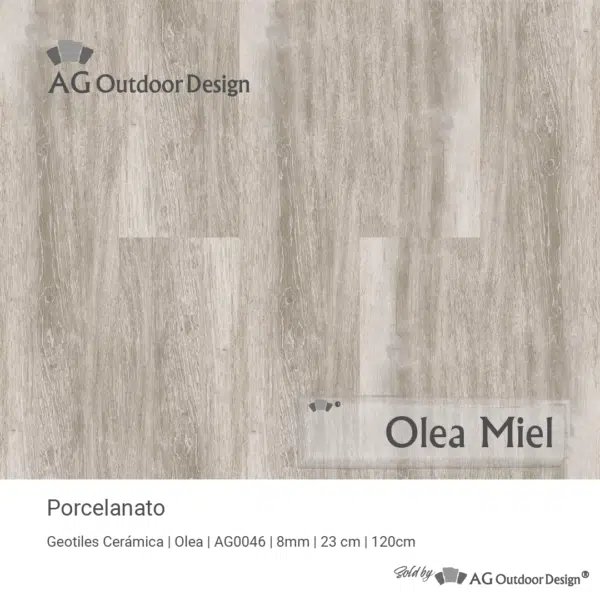 AG Outdoor Design
Olea Miel
Porcelanato
Geotiles Cerámica | Olea | AG0046 | 8mm | 23 cm | 120cm
Sold by AG Outdoor Design®